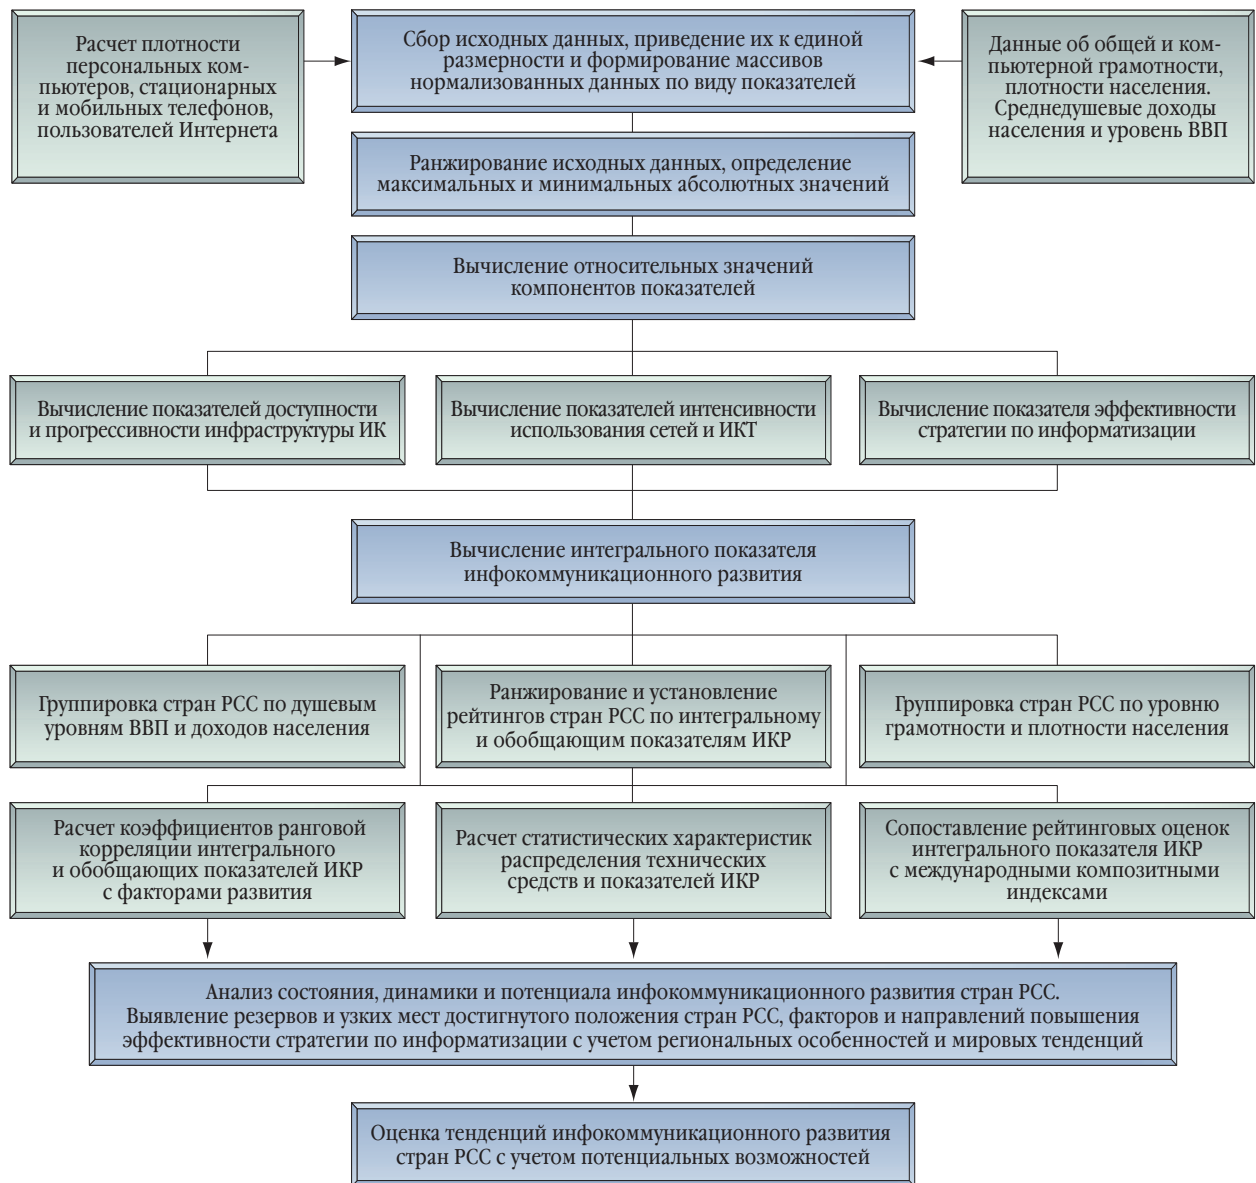 Расчет плотности
персональных ком-
пьютеров, стационарных
и мобильных телефонов,
пользователей Интернета
Сбор исходных данных, приведение их к единой
размерности и формирование массивов
нормализованных данных по виду показателей
Данные об общей и ком-
пьютерной грамотности,
плотности населения.
Среднедушевые доходы
населения и уровень ВВП
Ранжирование исходных данных, определение
максимальных и минимальных абсолютных значений
Вычисление относительных значений
компонентов показателей
Вычисление показателей доступности
и прогрессивности инфраструктуры ИК
Вычисление показателей интенсивности
использования сетей и ИКТ
Вычисление показателя эффективности
стратегии по информатизации
Вычисление интегрального показателя
инфокоммуникационного развития
Группировка стран РСС по душевым
уровням ВВП и доходов населения
Ранжирование и установление
рейтингов стран РСС по интегральному
и обобщающим показателям ИКР
Группировка стран РСС по уровню
грамотности и плотности населения
Расчет коэффициентов ранговой
корреляции интегрального
и обобщающих показателей ИКР
с факторами развития
Расчет статистических характеристик
распределения технических
средств и показателей ИКР
Сопоставление рейтинговых оценок
интегрального показателя ИКР
с международными композитными
индексами
Анализ состояния, динамики и потенциала инфокоммуникационного развития стран РСС.
Выявление резервов и узких мест достигнутого положения стран РСС, факторов и направлений повышения
эффективности стратегии по информатизации с учетом региональных особенностей и мировых тенденций
Оценка тенденций инфокоммуникационного развития
стран РСС с учетом потенциальных возможностей